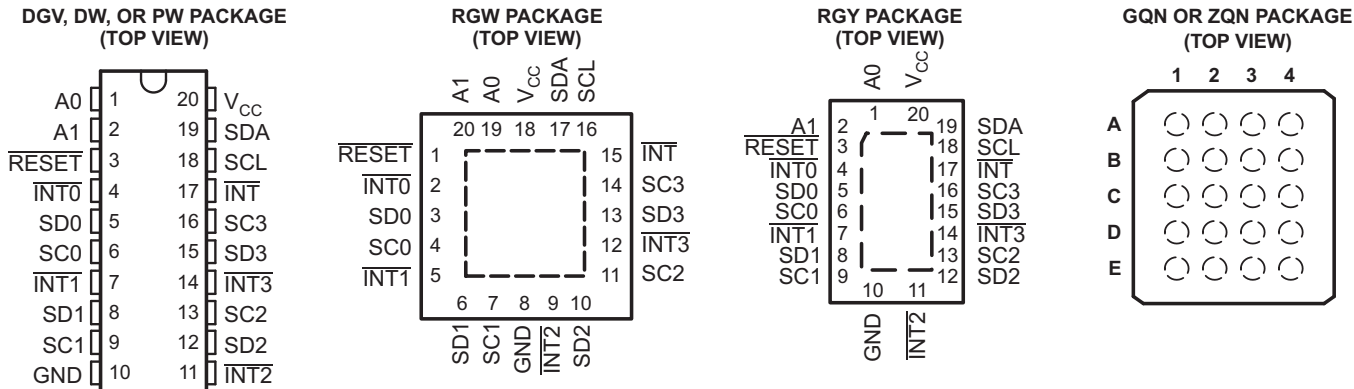 DGV, DW, OR PW PACKAGE
(TOP VIEW)
A0 1 20 VCC
A1 2 19 SDA
RESET 3 18 SCL
INT0 4 17 INT
SD0 5 16 SC3
SC0 6 15 SD3
INT1 7 14 INT3
SD1 8 13 SC2
SC1 9 12 SD2
GND 10 11 INT2
RGW PACKAGE
(TOP VIEW)
A1 A0 VCC SDA SCL
20 19 18 17 16
RESET 1 15 INT
INT0 2 14 SC3
SD0 3 13 SD3
SC0 4 12 INT3
INT1 5 11 SC2
6 7 8 9 10
SD1 SC1 GND INT2 SD2
RGY PACKAGE
(TOP VIEW)
A0 VCC
1 20
A1 2 19 SDA
RESET 3 18 SCL
INT0 4 17 INT
SD0 5 16 SC3
SC0 6 15 SD3
INT1 7 14 INT3
SD1 8 13 SC2
SC1 9 12 SD2
10 11
GND INT2
GQN OR ZQN PACKAGE
(TOP VIEW)
1 2 3 4
A
B
C
D
E